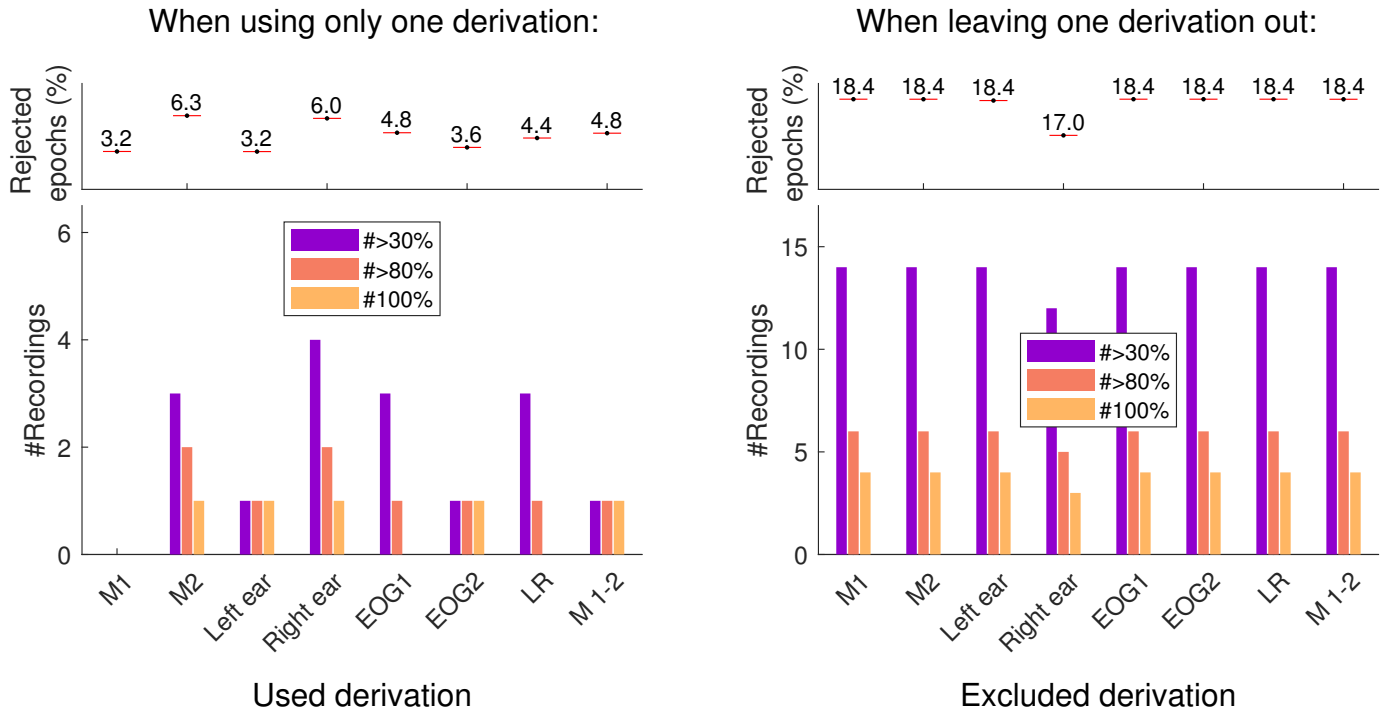 When using only one derivation:
Rejected
epochs (%)
3.2
6.3
3.2
6.0
4.8
3.6
4.4
4.8
#Recordings
6
4
2
0
#>30%
#>80%
#100%
M1
M2
Left ear
Right ear
EOG1
EOG2
LR
M 1-2
Used derivation
When leaving one derivation out:
Rejected
epochs (%)
18.4
18.4
18.4
17.0
18.4
18.4
18.4
18.4
#Recordings
15
10
5
0
#>30%
#>80%
#100%
M1
M2
Left ear
Right ear
EOG1
EOG2
LR
M 1-2
Excluded derivation